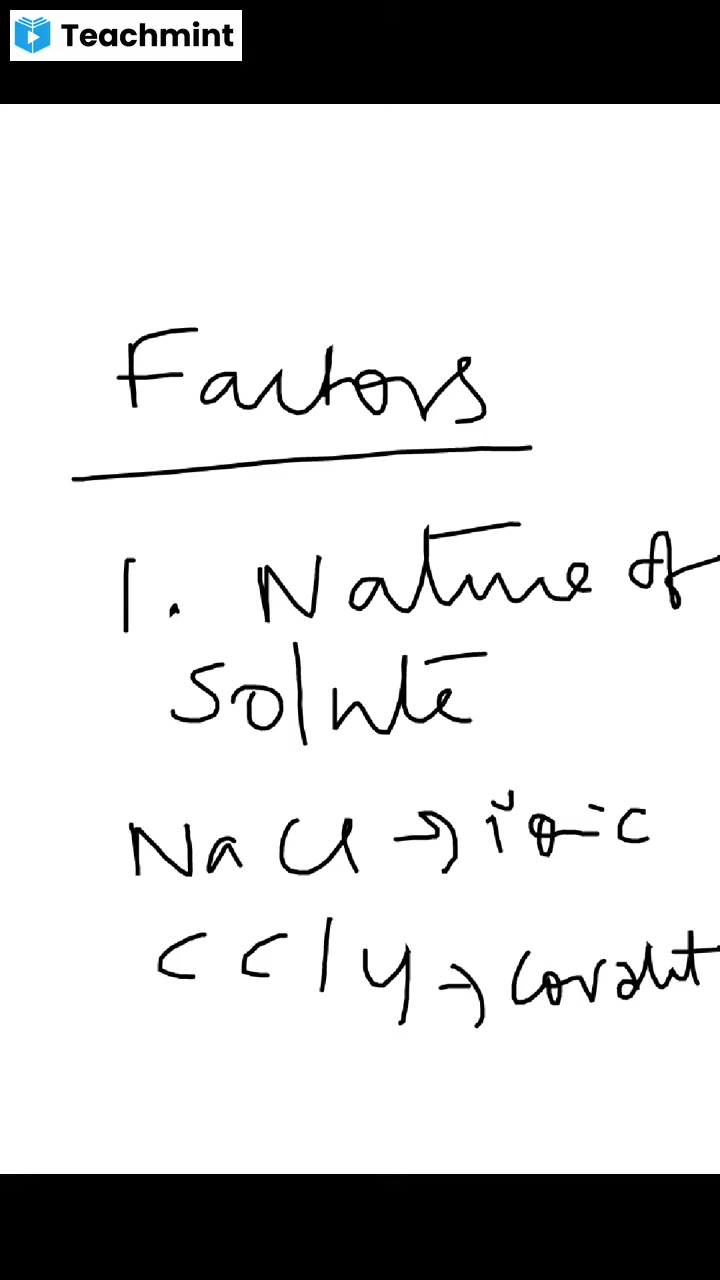 Teachmint
Factors
1. Nature of
Solute
NaCl → ionic
CCl4 → Covalent